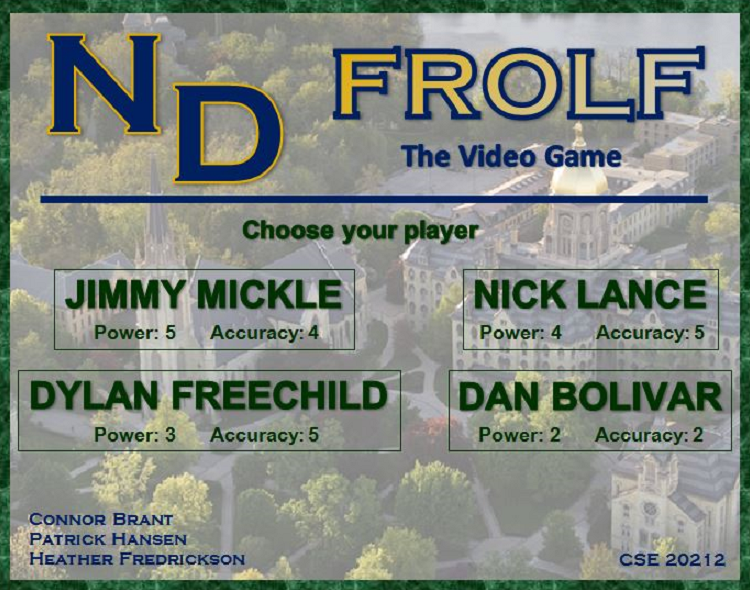 ND FROLF
The Video Game
Choose your player
JIMMY MICKLE
Power: 5 Accuracy: 4
NICK LANCE
Power: 4 Accuracy: 5
DYLAN FREECHILD
Power: 3 Accuracy: 5
DAN BOLIVAR
Power: 2 Accuracy: 2
CONNOR BRANT
PATRICK HANSEN
HEATHER FREDRICKSON
CSE 20212